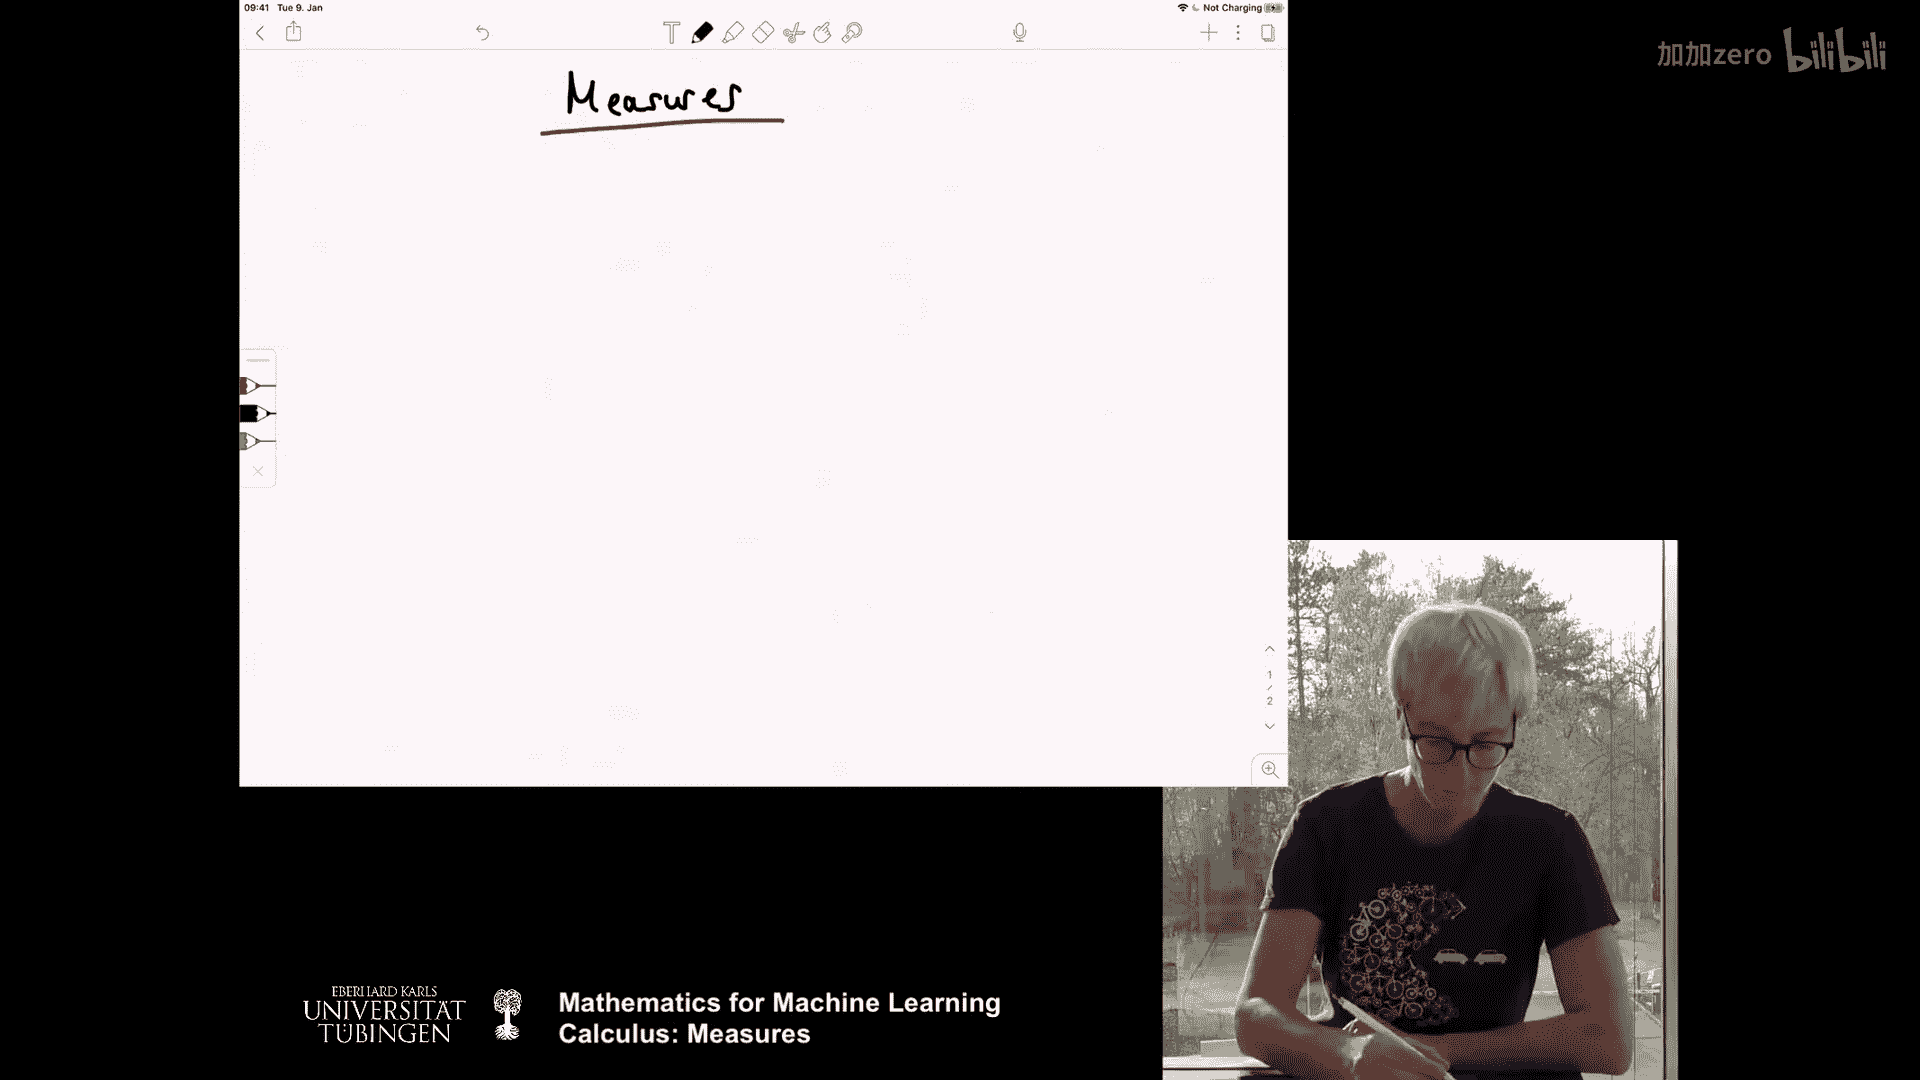 09:41 Tue 9. Jan
Not Charging
加加zero bilibili
T
Measures
1
/
2
EBERHARD KARLS
UNIVERSITÄT
TÜBINGEN
Mathematics for Machine Learning
Calculus: Measures